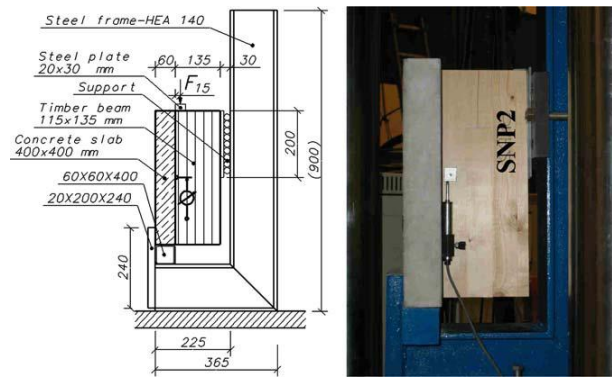 Steel frame-HEA 140
Steel plate
20x30 mm
60 135 30
F
15
Support
Timber beam
115x135 mm
Concrete slab
400x400 mm
60X60X400
20X200X240
200
(900)
240
225
365
SNP2